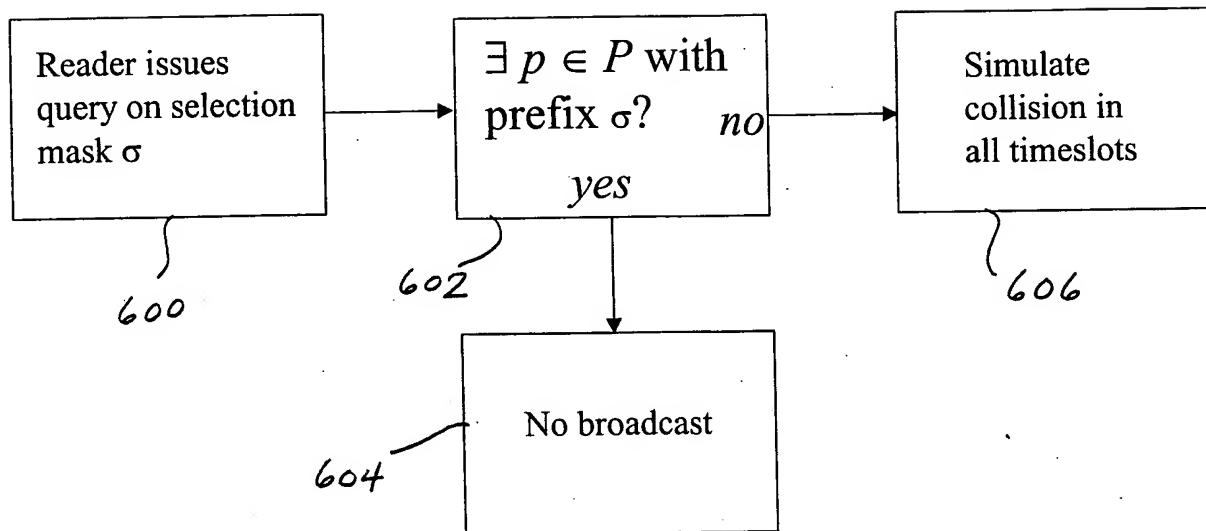 Reader issues
query on selection
mask σ
600
∃ p ∈ P with
prefix σ? no
yes
602
Simulate
collision in
all timeslots
606
No broadcast
604